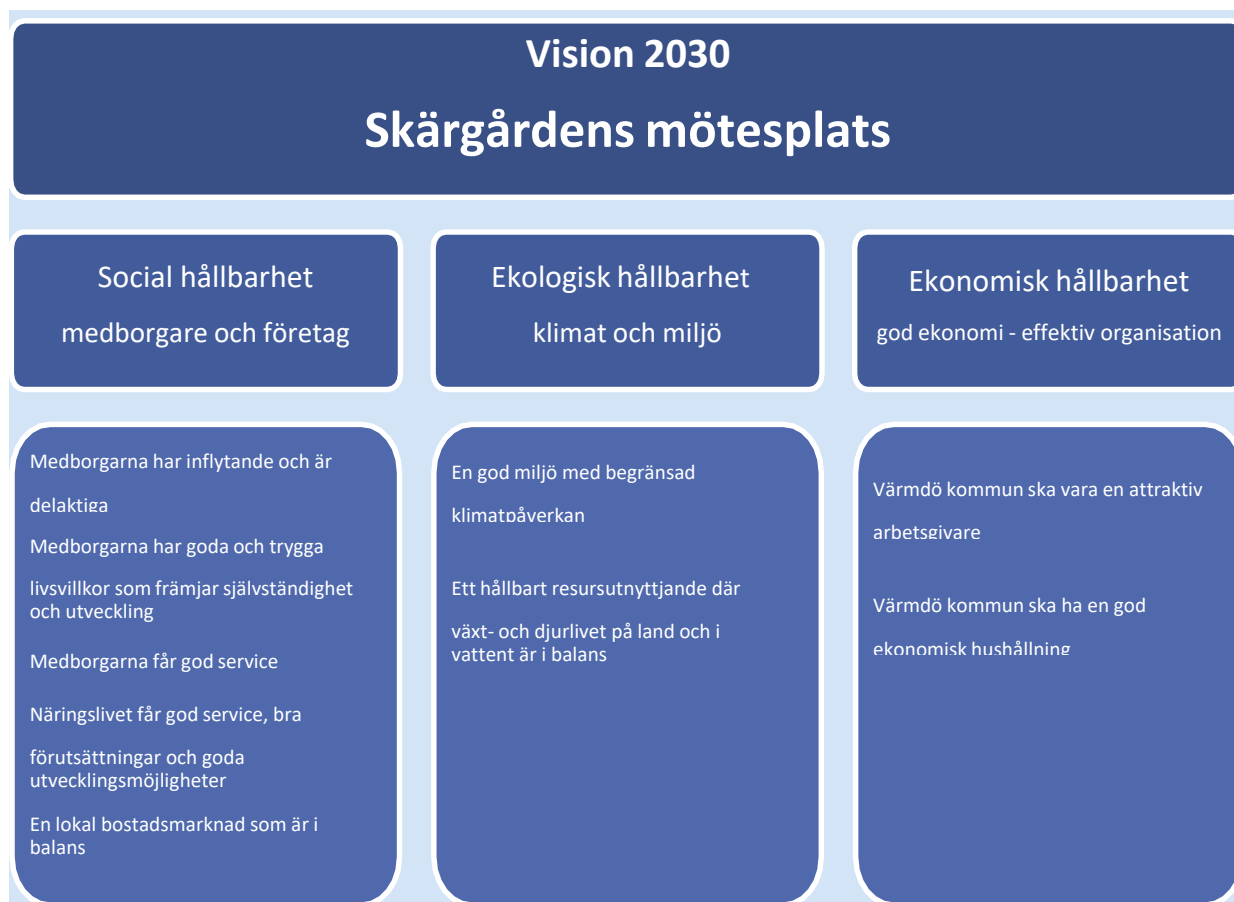 Vision 2030
Skärgårdens mötesplats
Social hållbarhet
medborgare och företag
Ekologisk hållbarhet
klimat och miljö
Ekonomisk hållbarhet
god ekonomi - effektiv organisation
Medborgarna har inflytande och är
delaktiga
Medborgarna har goda och trygga
livsvillkor som främjar självständighet
och utveckling
Medborgarna får god service
Näringslivet får god service, bra
förutsättningar och goda
utvecklingsmöjligheter
En lokal bostadsmarknad som är i
balans
En god miljö med begränsad
klimatpåverkan
Ett hållbart resursutnyttjande där
växt- och djurlivet på land och i
vattent är i balans
Värmdö kommun ska vara en attraktiv
arbetsgivare
Värmdö kommun ska ha en god
ekonomisk hushållning